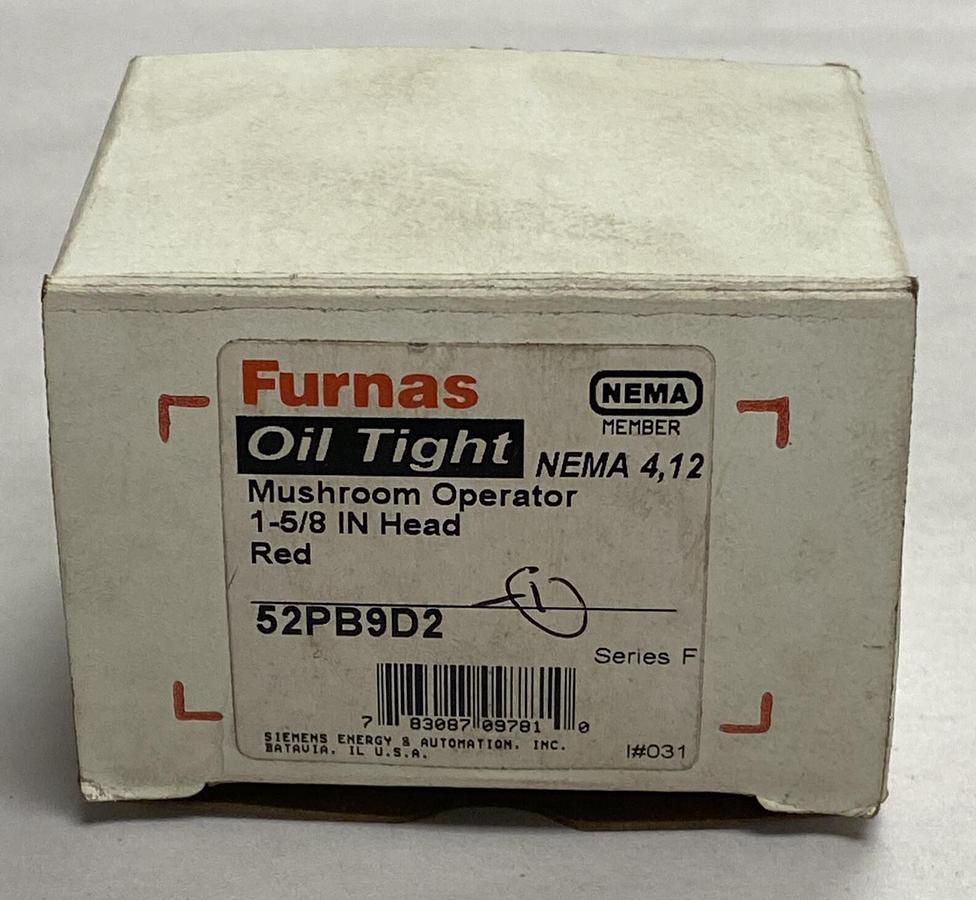 Furnas
NEMA
MEMBER
Oil Tight
NEMA 4,12
Mushroom Operator
1-5/8 IN Head
Red
1
52PB9D2
Series F
7 83087 09781 0
SIEMENS ENERGY & AUTOMATION, INC.
BATAVIA, IL U.S.A.
I#031